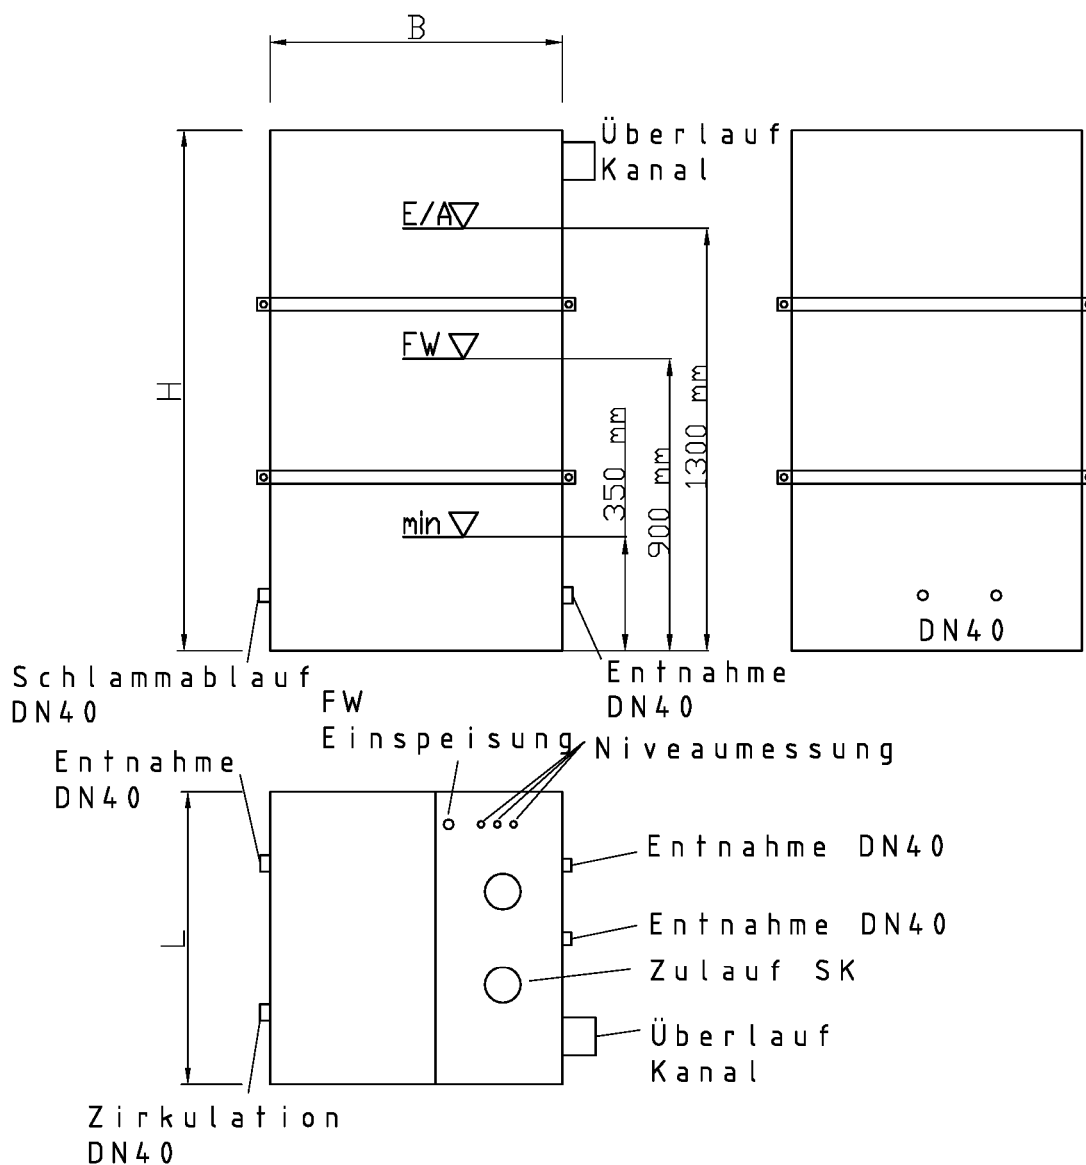 B
Überlauf
Kanal
E/A
FW
H
1300 mm
350 mm
900 mm
min
DN40
Schlammablauf
DN40
Entnahme
DN40
FW
Einspeisung
Niveaumessung
Entnahme
DN40
Entnahme DN40
Entnahme DN40
L
Zulauf SK
Überlauf
Kanal
Zirkulation
DN40